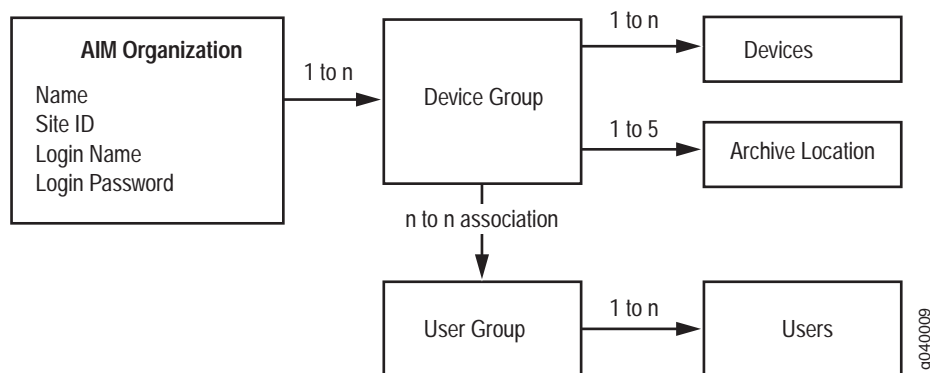 AIM Organization
Name
Site ID
Login Name
Login Password
1 to n
Device Group
1 to n
Devices
1 to 5
Archive Location
n to n association
User Group
1 to n
Users
g040009